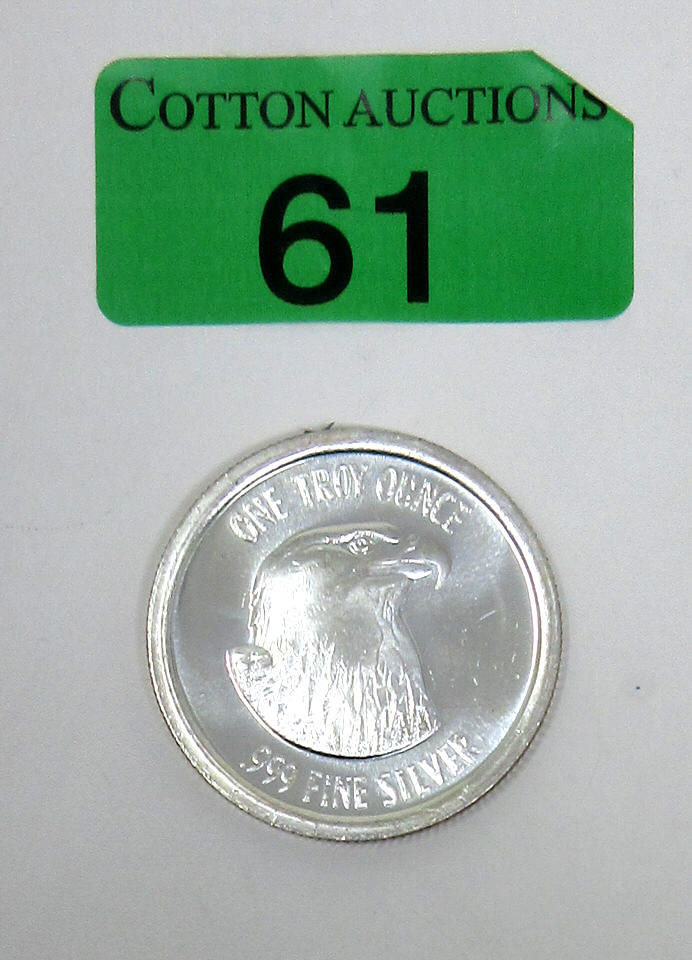 COTTON AUCTIONS
61
ONE TROY OUNCE
.999 FINE SILVER